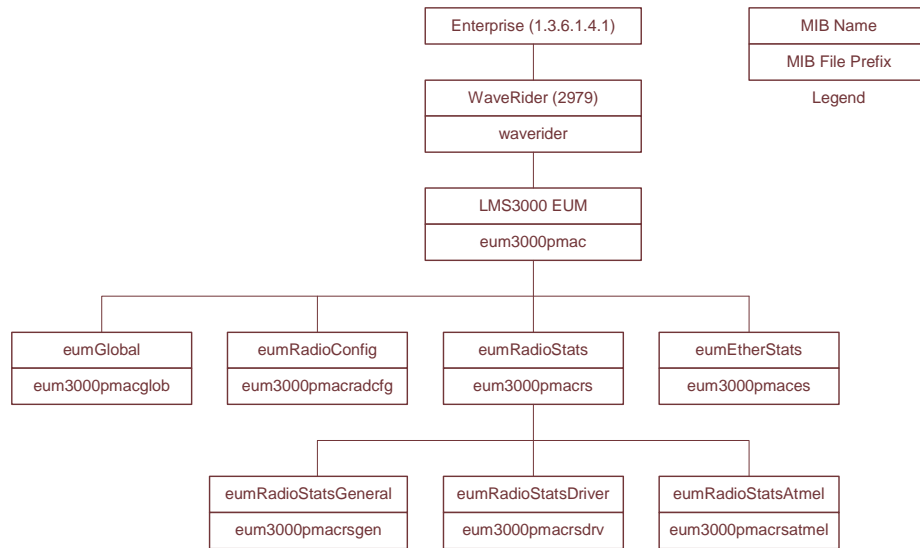 Enterprise (1.3.6.1.4.1)
MIB Name
MIB File Prefix
Legend
WaveRider (2979)
waverider
LMS3000 EUM
eum3000pmac
eumGlobal
eum3000pmacglob
eumRadioConfig
eum3000pmacradcfg
eumRadioStats
eum3000pmacrs
eumEtherStats
eum3000pmaces
eumRadioStatsGeneral
eum3000pmacrsgen
eumRadioStatsDriver
eum3000pmacrsdrv
eumRadioStatsAtmel
eum3000pmacrsatmel